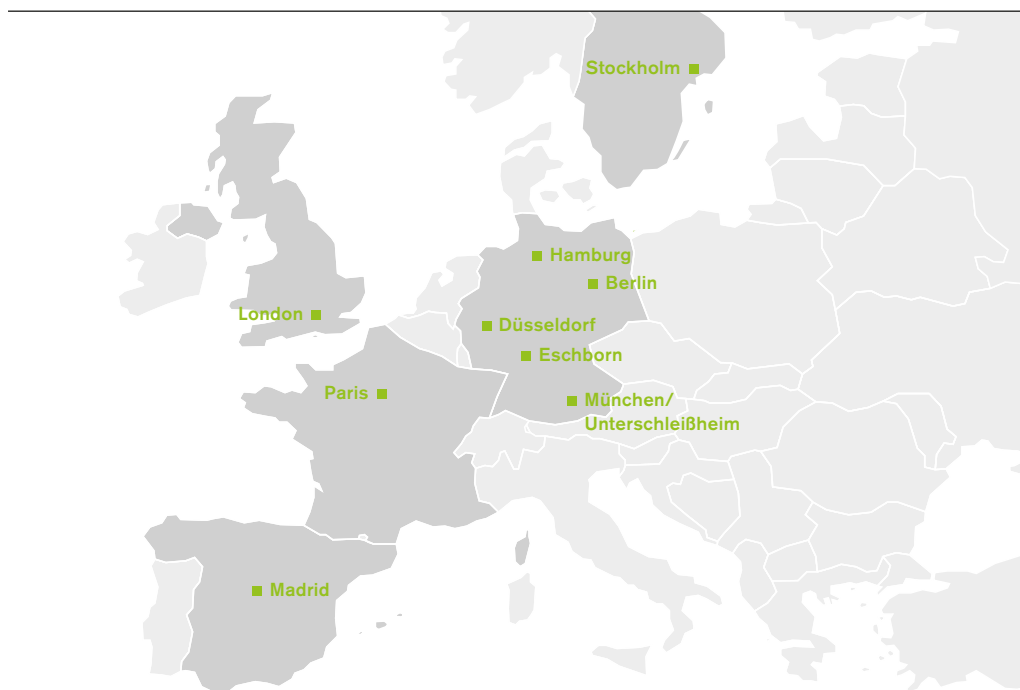 Stockholm
Hamburg
Berlin
London
Düsseldorf
Eschborn
Paris
München/
Unterschleißheim
Madrid